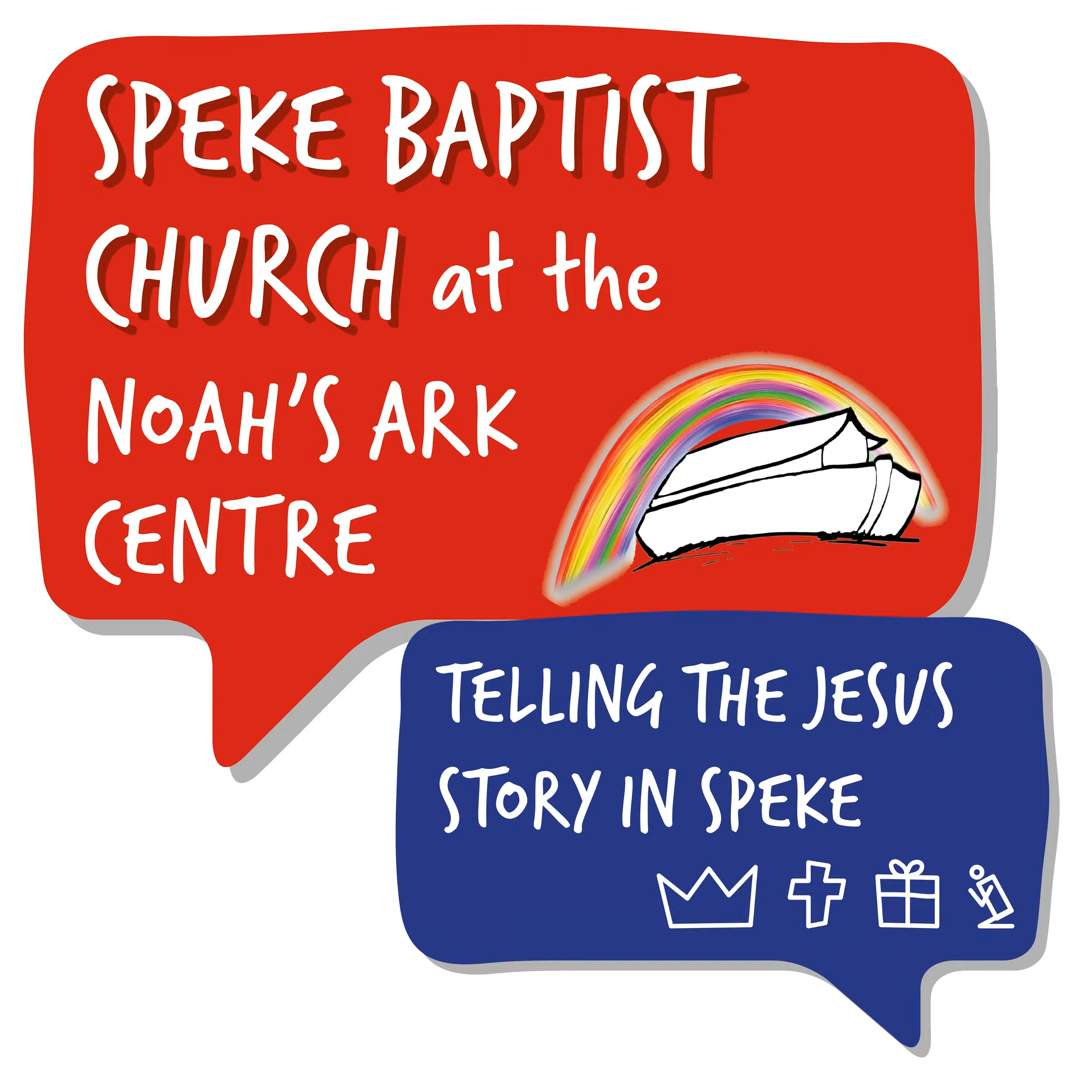 SPEKE BAPTIST
CHURCH at the
NOAH'S ARK
CENTRE
TELLING THE JESUS
STORY IN SPEKE